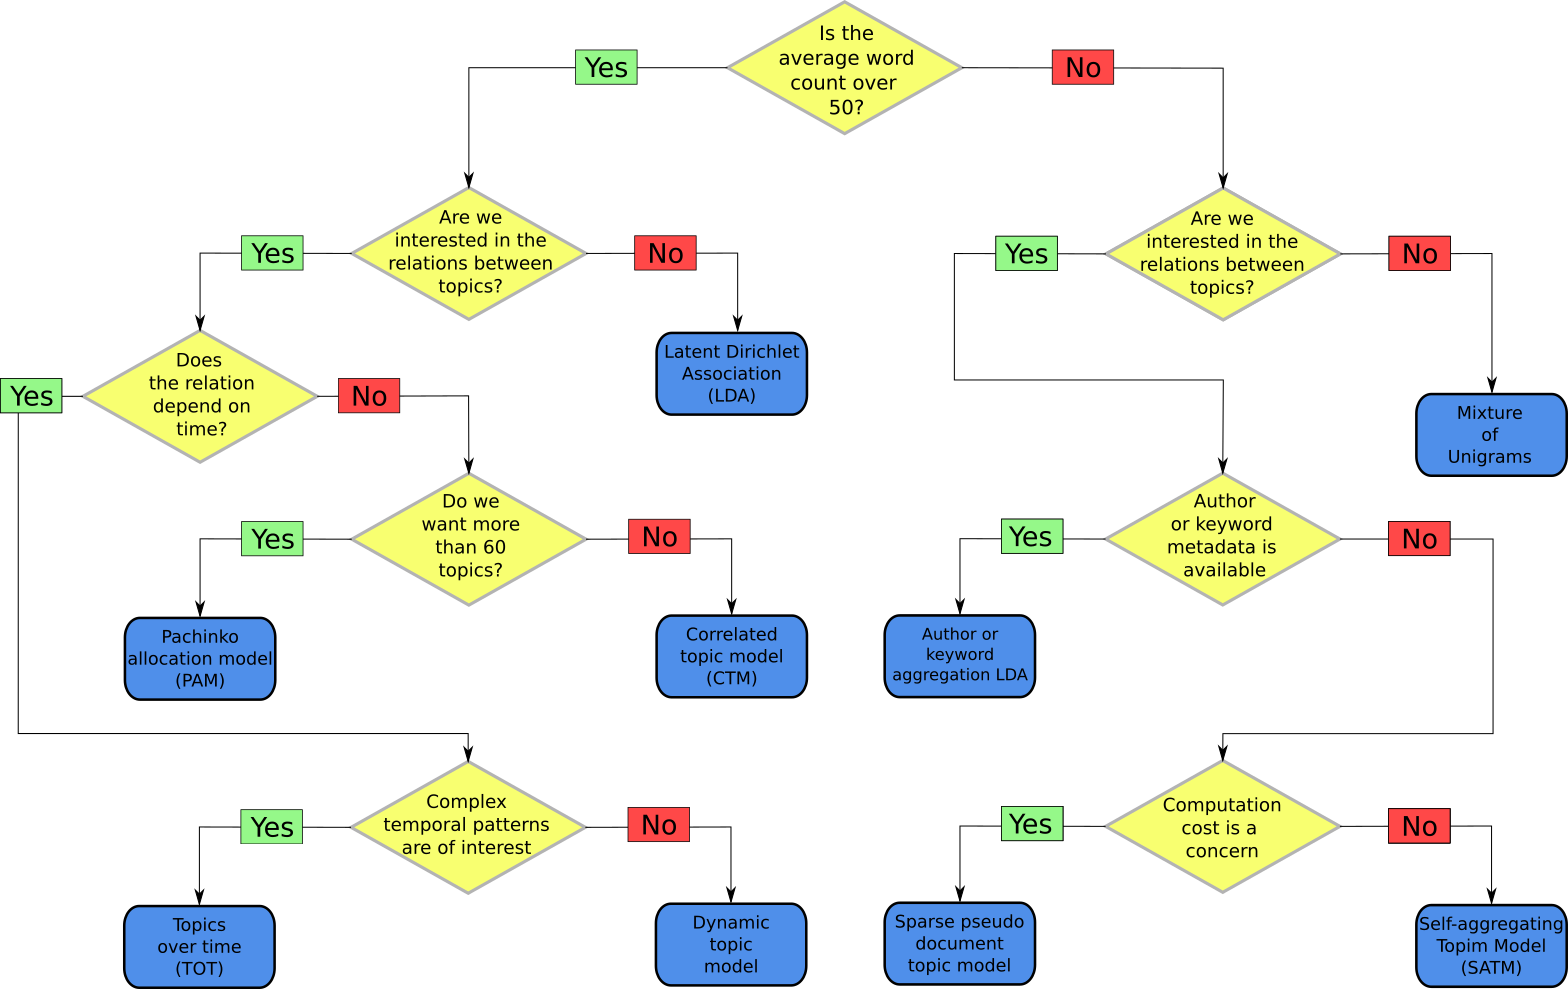 Is the
average word
count over
50?
Yes
No
Are we
interested in the
relations between
topics?
Yes
No
Are we
interested in the
relations between
topics?
Yes
No
Latent Dirichlet
Association
(LDA)
Does
the relation
depend on
time?
Yes
No
Mixture
of
Unigrams
Do we
want more
than 60
topics?
Yes
No
Author
or keyword
metadata is
available
Yes
No
Pachinko
allocation model
(PAM)
Correlated
topic model
(CTM)
Author or
keyword
aggregation LDA
Complex
temporal patterns
are of interest
Yes
No
Computation
cost is a
concern
Yes
No
Topics
over time
(TOT)
Dynamic
topic
model
Sparse pseudo
document
topic model
Self-aggregating
Topim Model
(SATM)